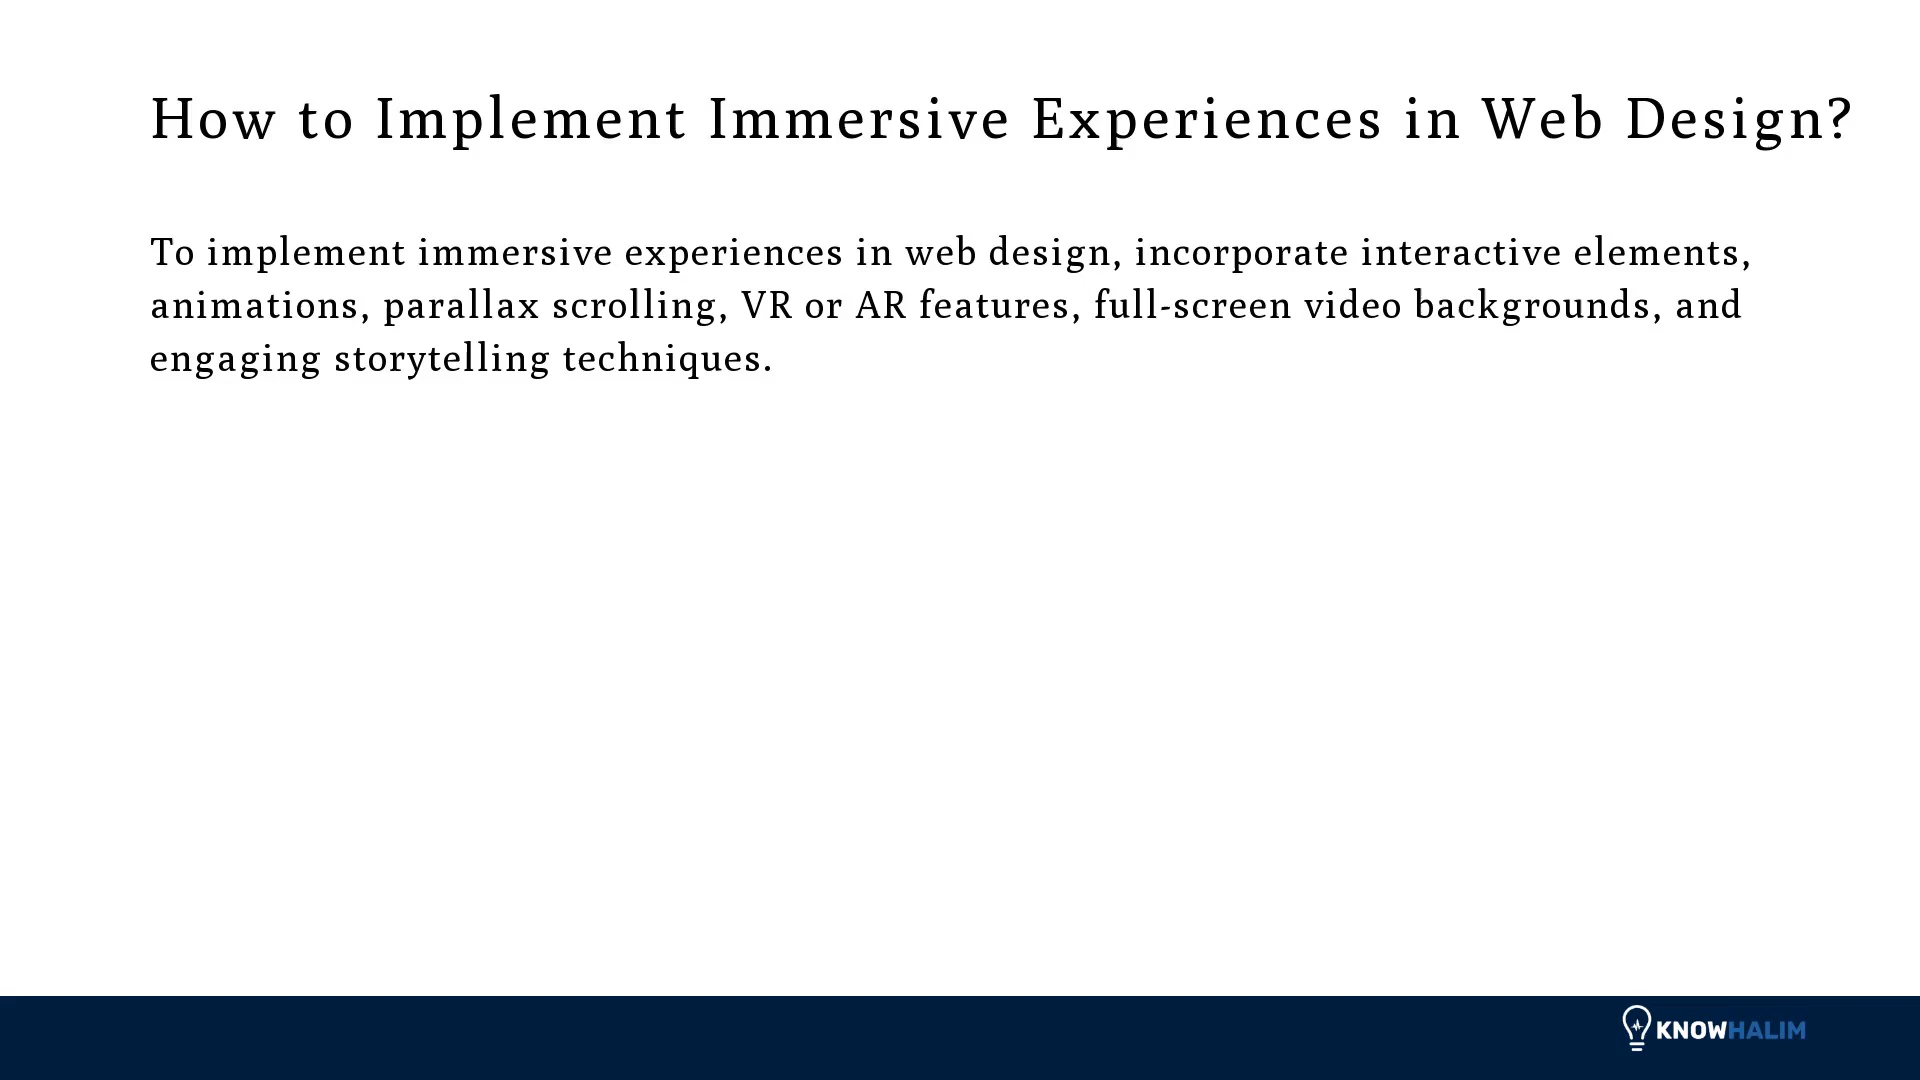 How to Implement Immersive Experiences in Web Design?
To implement immersive experiences in web design, incorporate interactive elements,
animations, parallax scrolling, VR or AR features, full-screen video backgrounds, and
engaging storytelling techniques.
KNOWHALIM